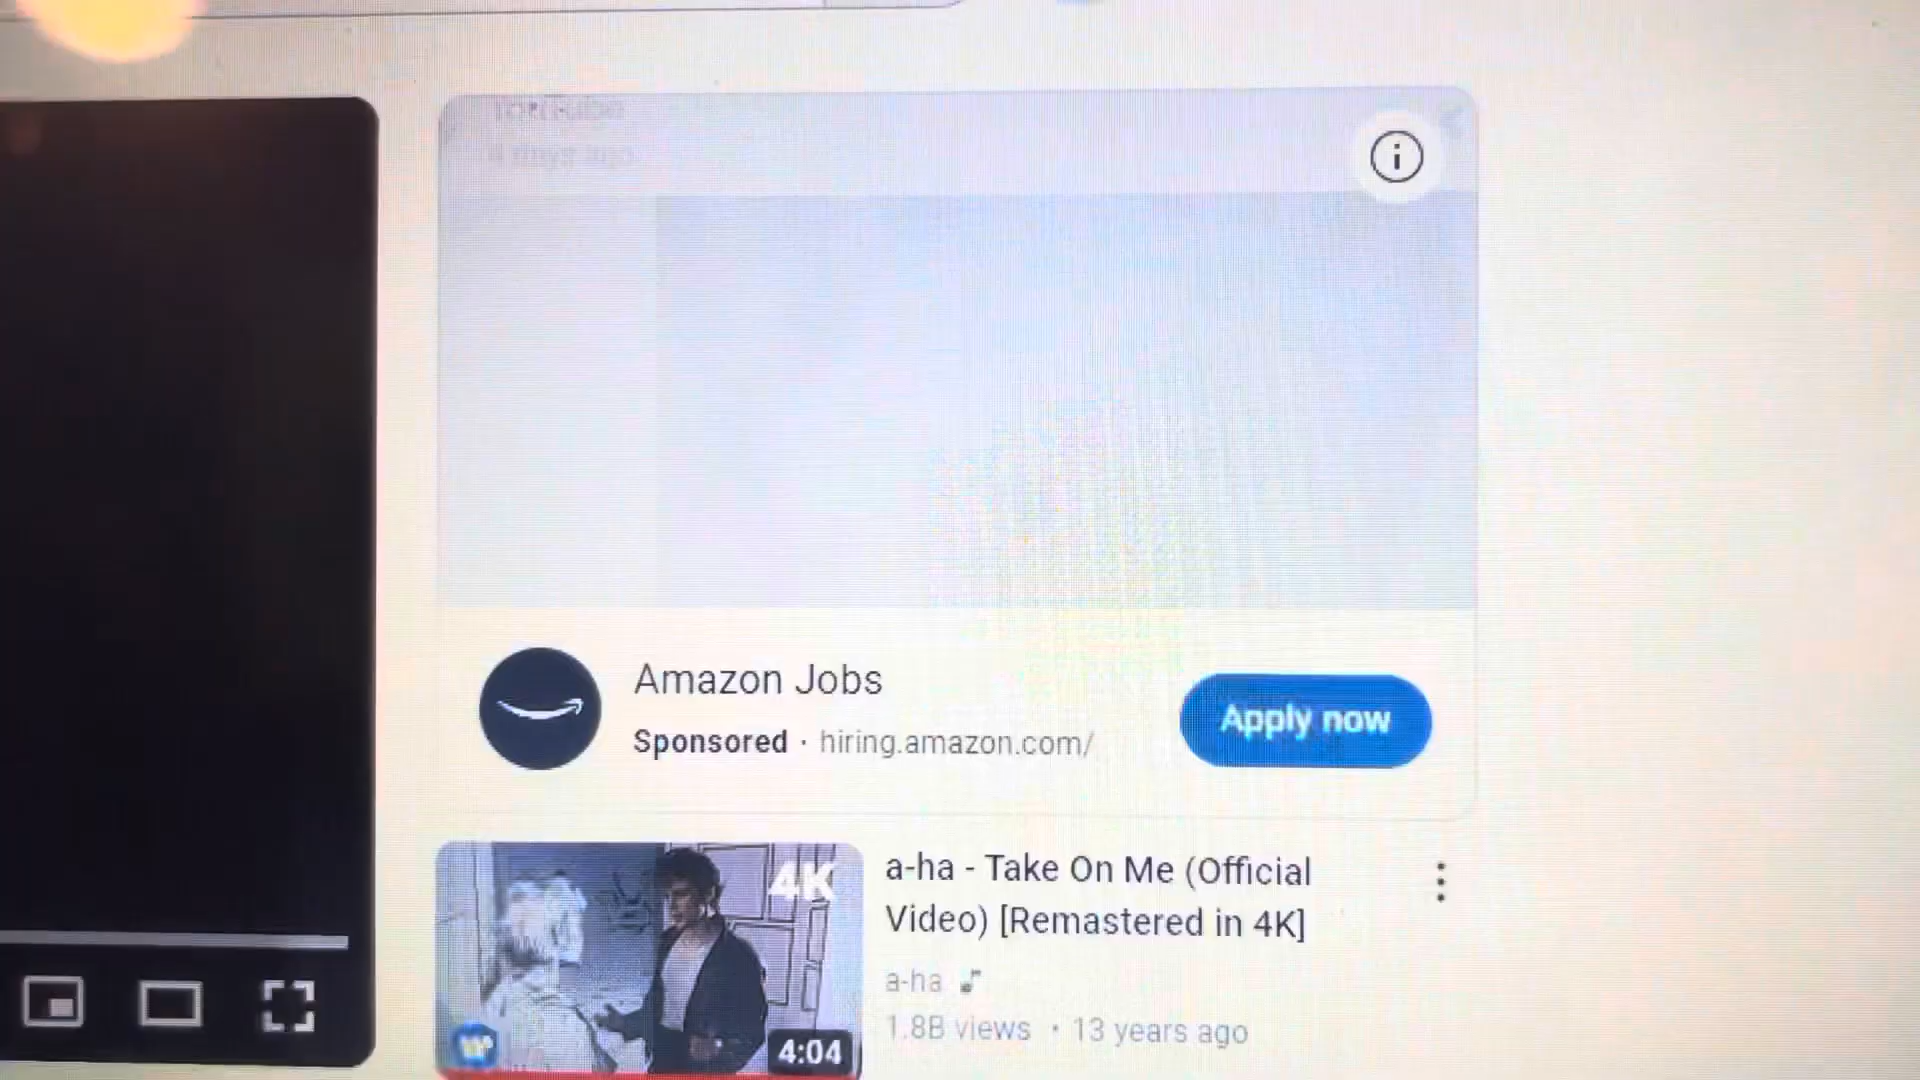 YouTube
Amazon Jobs
Sponsored · hiring.amazon.com/
Apply now
4K
a-ha - Take On Me (Official
Video) [Remastered in 4K]
a-ha
1.8B views · 13 years ago
4:04